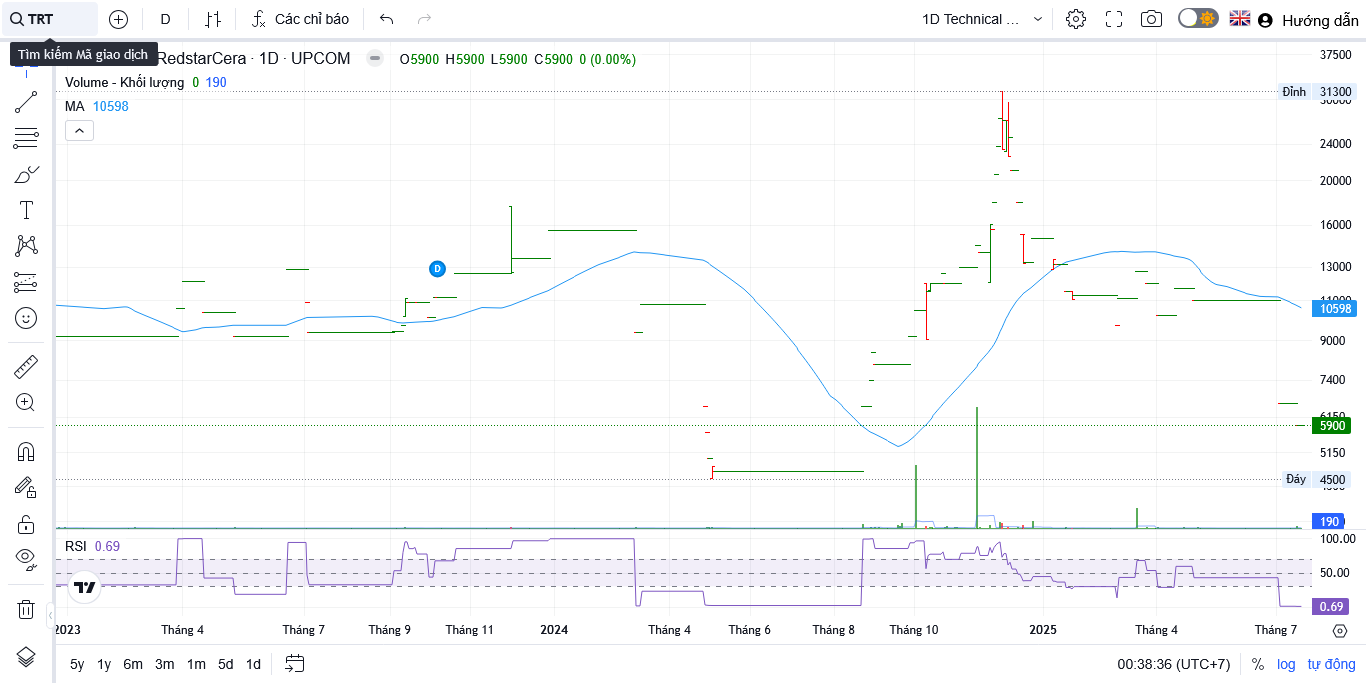 TRT
D
Các chỉ báo
1D Technical ...
Hướng dẫn
Tìm kiếm Mã giao dịch
RedstarCera · 1D · UPCOM
O5900 H5900 L5900 C5900 0 (0.00%)
Volume - Khối lượng 0 190
MA 10598
D
37500
Đỉnh 31300
30000
24000
20000
16000
13000
11000
10598
9000
7400
6150
5900
5150
Đáy 4500
190
RSI 0.69
100.00
50.00
0.69
2023 Tháng 4 Tháng 7 Tháng 9 Tháng 11 2024 Tháng 4 Tháng 6 Tháng 8 Tháng 10 2025 Tháng 4 Tháng 7
5y 1y 6m 3m 1m 5d 1d
00:38:36 (UTC+7) % log tự động